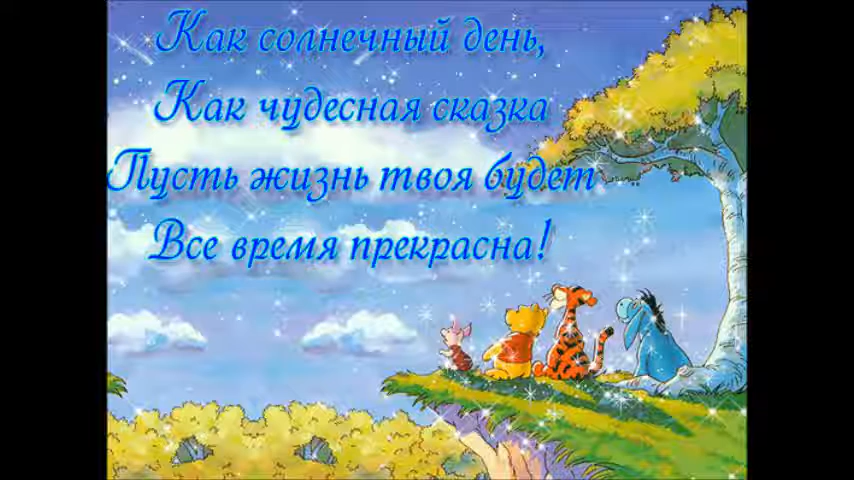 Как солнечный день,
Как чудесная сказка
Пусть жизнь твоя будет
Все время прекрасна!